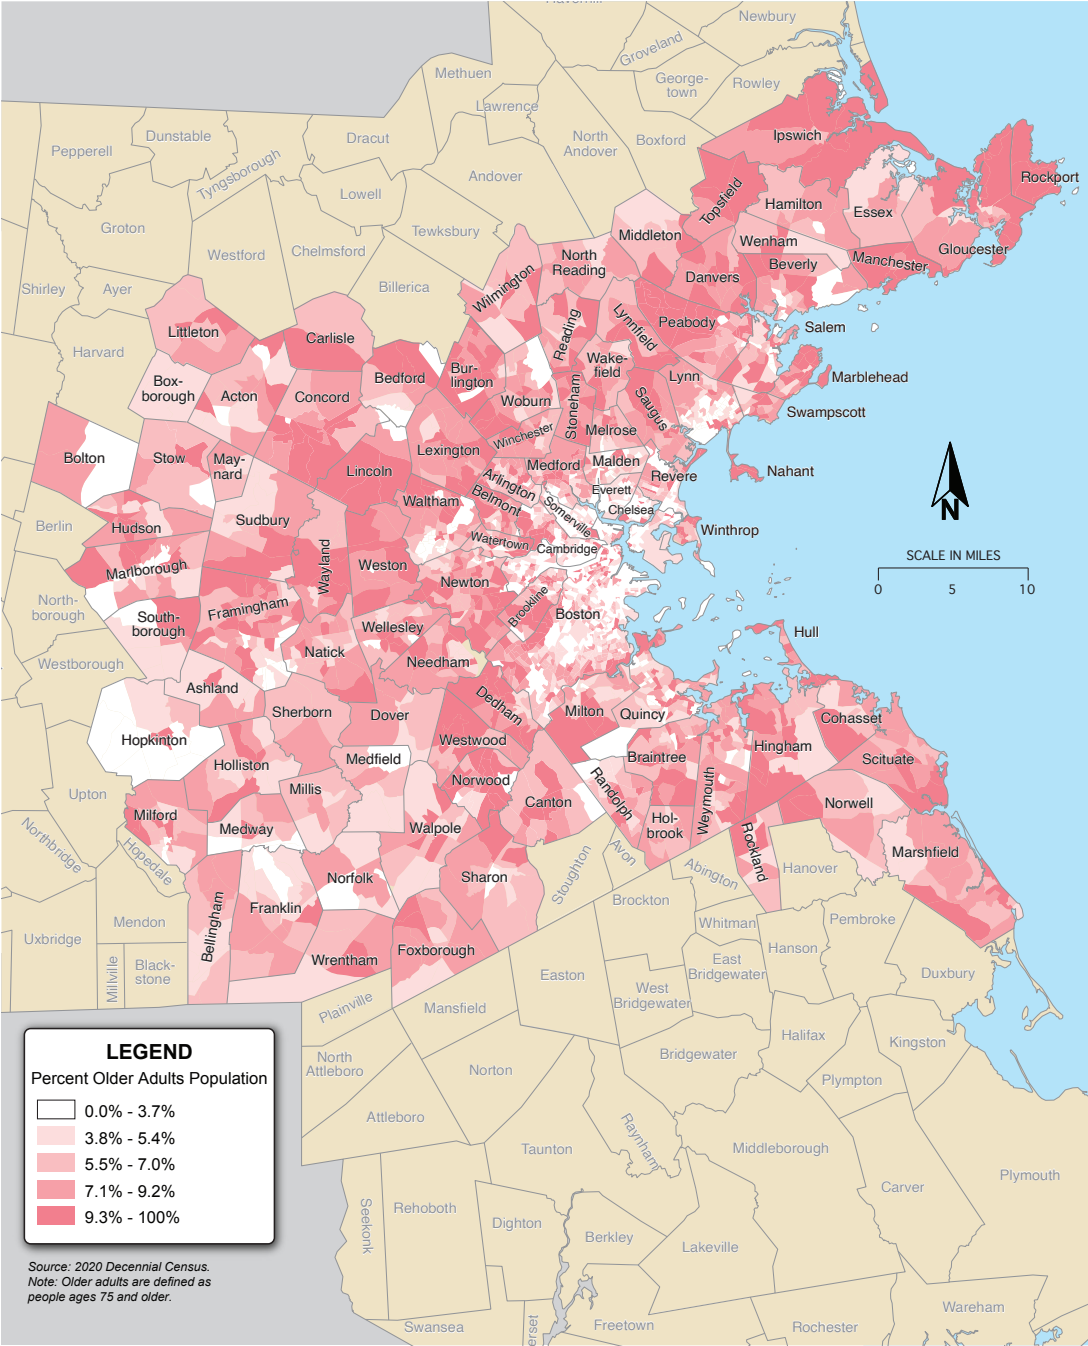 Haverhill
Newbury
Groveland
Methuen
George-
town
Rowley
Lawrence
Dunstable
Dracut
North
Andover
Boxford
Ipswich
Pepperell
Tyngsborough
Andover
Rockport
Lowell
Topsfield
Hamilton
Essex
Groton
Tewksbury
Middleton
Wenham
Gloucester
Westford
Chelmsford
North
Reading
Beverly
Manchester
Shirley
Ayer
Billerica
Wilmington
Danvers
Littleton
Carlisle
Reading
Lynnfield
Peabody
Salem
Harvard
Box-
borough
Acton
Concord
Bedford
Bur-
lington
Wake-
field
Lynn
Marblehead
Woburn
Stoneham
Saugus
Swampscott
Winchester
Melrose
Bolton
Stow
May-
nard
Lincoln
Lexington
Medford
Malden
Revere
Nahant
Arlington
Everett
Waltham
Belmont
Somerville
Chelsea
Berlin
Hudson
Sudbury
Winthrop
N
Watertown
Cambridge
SCALE IN MILES
0
5
10
Marlborough
Wayland
Weston
Newton
North-
borough
South-
borough
Framingham
Brookline
Boston
Wellesley
Hull
Westborough
Natick
Needham
Ashland
Sherborn
Dover
Dedham
Milton
Quincy
Cohasset
Hopkinton
Westwood
Hingham
Holliston
Medfield
Braintree
Scituate
Upton
Millis
Norwood
Randolph
Weymouth
Milford
Medway
Walpole
Canton
Hol-
brook
Norwell
Northbridge
Hopedale
Rockland
Marshfield
Avon
Abington
Hanover
Norfolk
Sharon
Stoughton
Bellingham
Franklin
Brockton
Mendon
Whitman
Pembroke
Uxbridge
Wrentham
Foxborough
Hanson
Millville
Black-
stone
Easton
East
Bridgewater
West
Bridgewater
Duxbury
Plainville
Mansfield
Halifax
Kingston
LEGEND
Percent Older Adults Population
0.0% - 3.7%
3.8% - 5.4%
5.5% - 7.0%
7.1% - 9.2%
9.3% - 100%
North
Attleboro
Norton
Bridgewater
Plympton
Attleboro
Raynham
Taunton
Middleborough
Plymouth
Carver
Seekonk
Rehoboth
Dighton
Berkley
Lakeville
Source: 2020 Decennial Census.
Note: Older adults are defined as
people ages 75 and older.
Wareham
Swansea
erset
Freetown
Rochester